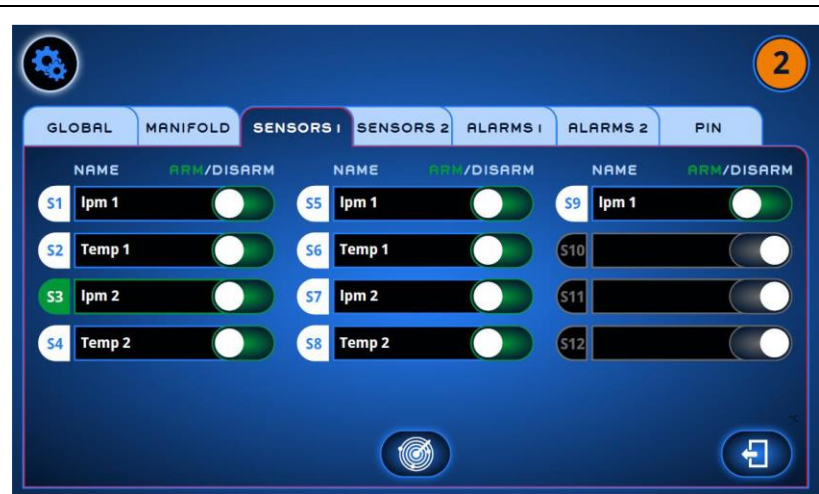 2
GLOBAL MANIFOLD SENSORS 1 SENSORS 2 ALARMS 1 ALARMS 2 PIN
NAME ARM/DISARM NAME ARM/DISARM NAME ARM/DISARM
S1 lpm 1 S5 lpm 1 S9 lpm 1
S2 Temp 1 S6 Temp 1 S10
S3 lpm 2 S7 lpm 2 S11
S4 Temp 2 S8 Temp 2 S12
°C